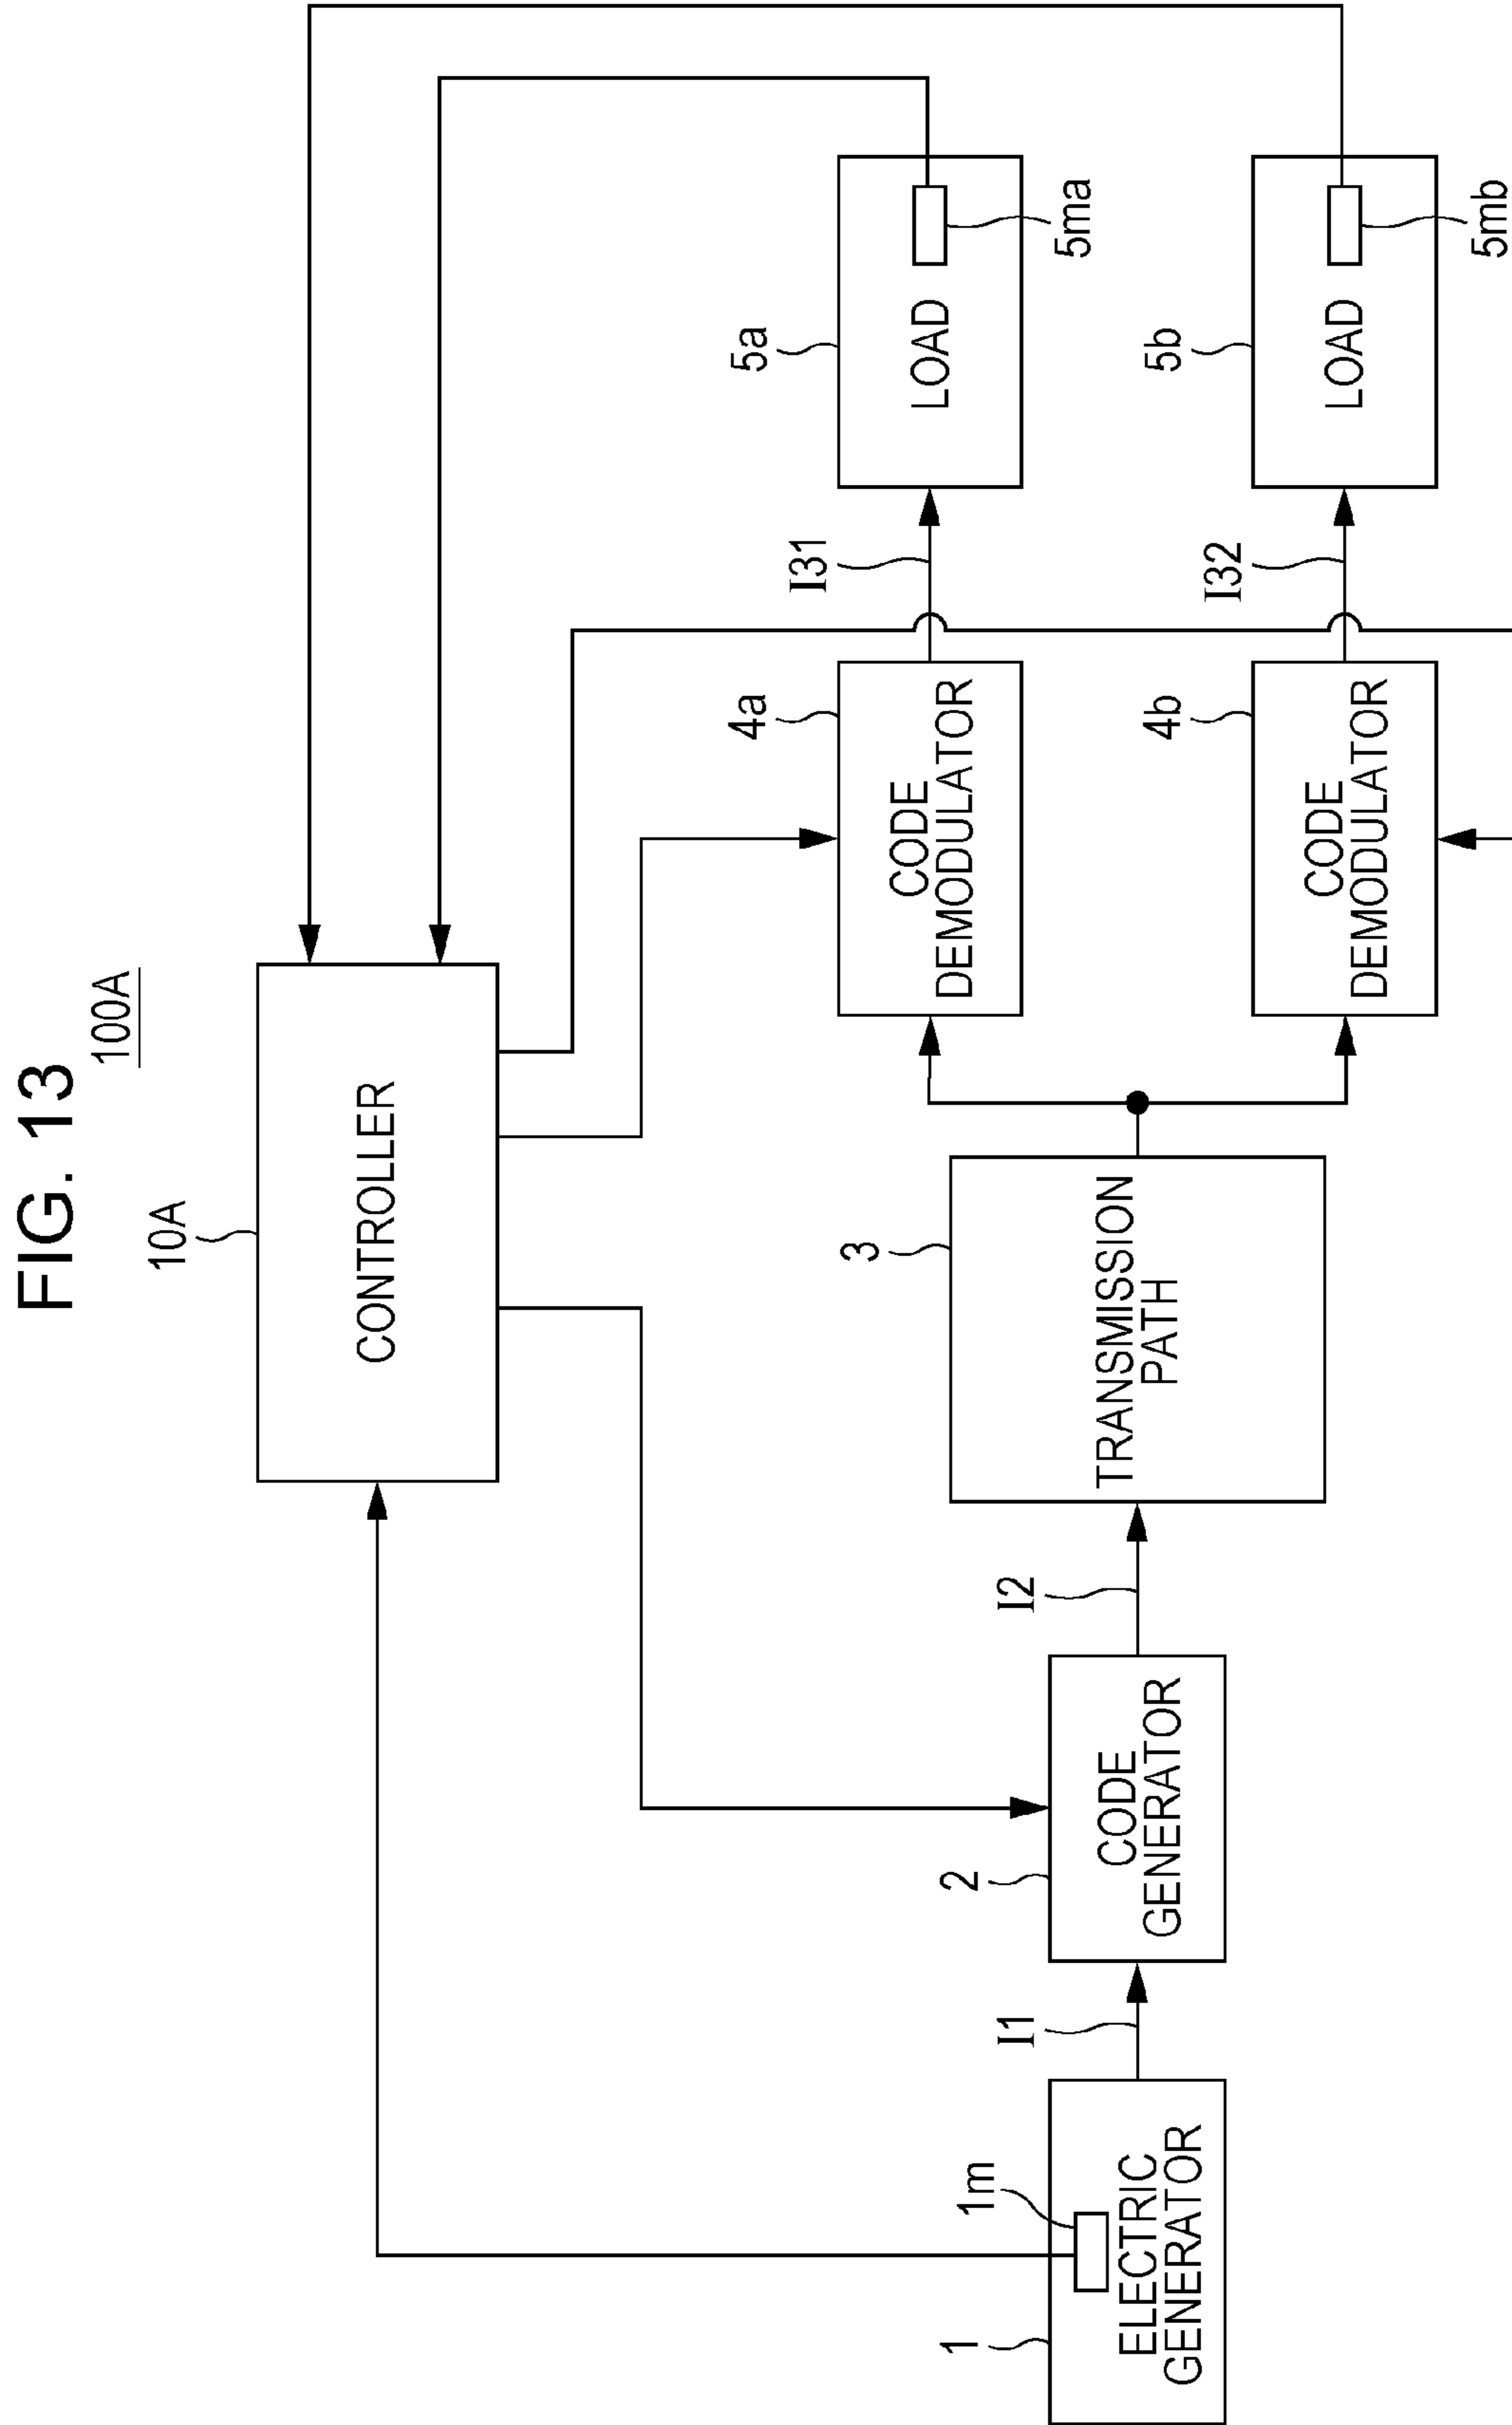 FIG. 13
100A
10A
CONTROLLER
1
1m
ELECTRIC
GENERATOR
I1
2
CODE
GENERATOR
I2
3
TRANSMISSION
PATH
4a
CODE
DEMODULATOR
I31
5a
LOAD
5ma
4b
CODE
DEMODULATOR
I32
5b
LOAD
5mb